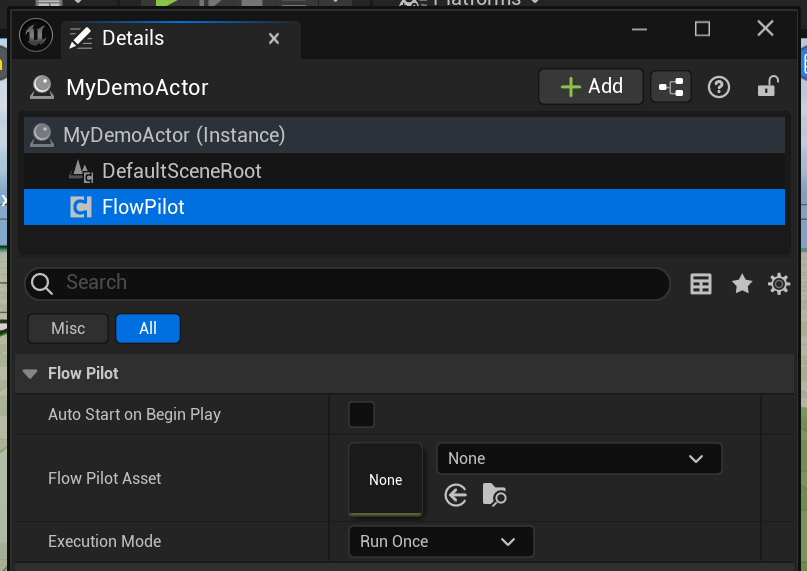 Platforms
Details
MyDemoActor
Add
MyDemoActor (Instance)
DefaultSceneRoot
FlowPilot
Search
Misc
All
Flow Pilot
Auto Start on Begin Play
Flow Pilot Asset
None
None
Execution Mode
Run Once